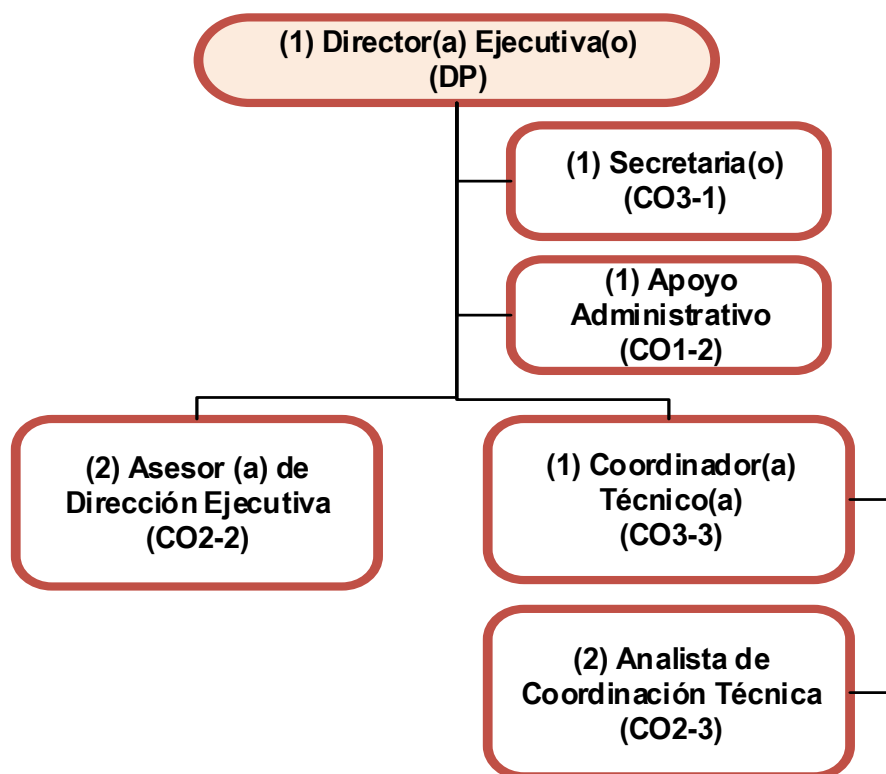 (1) Director(a) Ejecutiva(o)
(DP)
(1) Secretaria(o)
(CO3-1)
(1) Apoyo
Administrativo
(CO1-2)
(2) Asesor (a) de
Dirección Ejecutiva
(CO2-2)
(1) Coordinador(a)
Técnico(a)
(CO3-3)
(2) Analista de
Coordinación Técnica
(CO2-3)